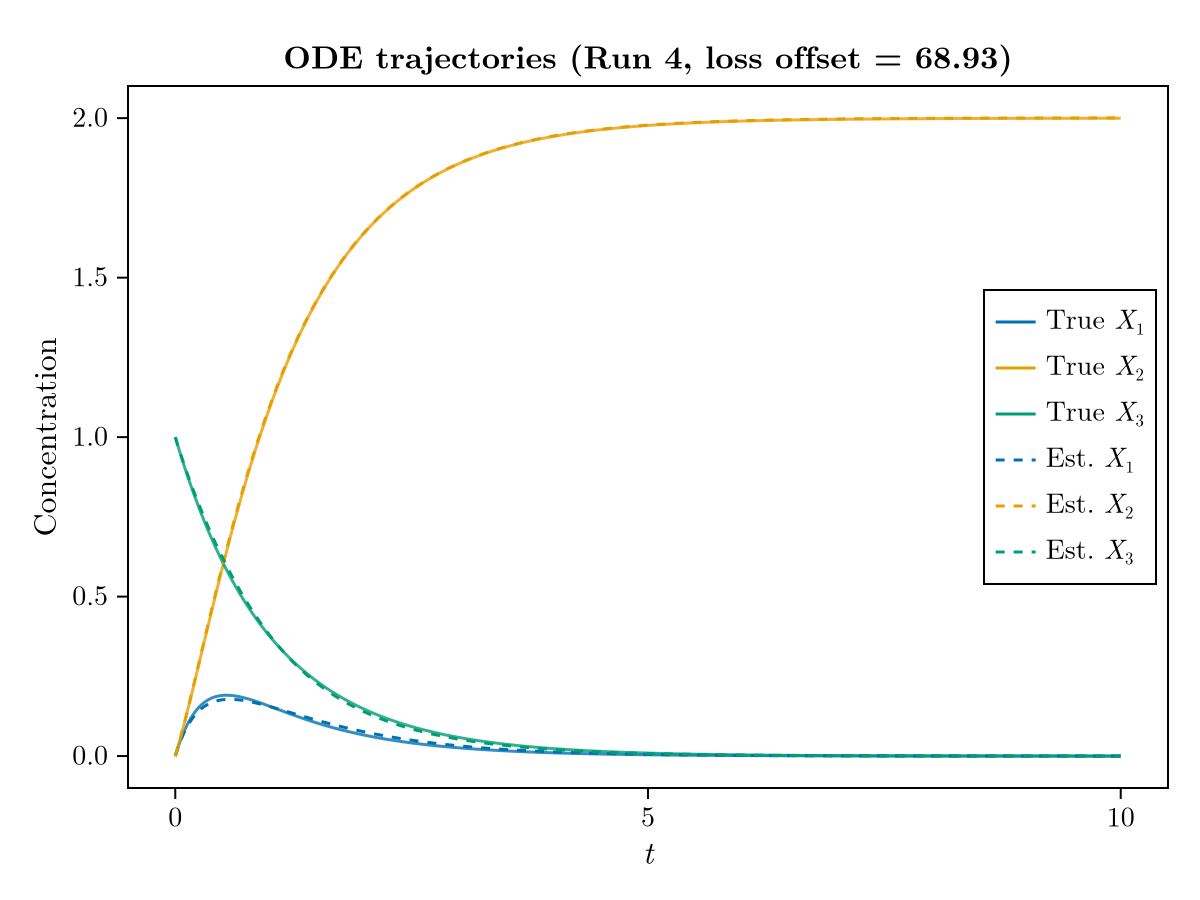 ODE trajectories (Run 4, loss offset = 68.93)
2.0
1.5
1.0
0.5
0.0
Concentration
0
5
10
t
True X₁
True X₂
True X₃
Est. X₁
Est. X₂
Est. X₃